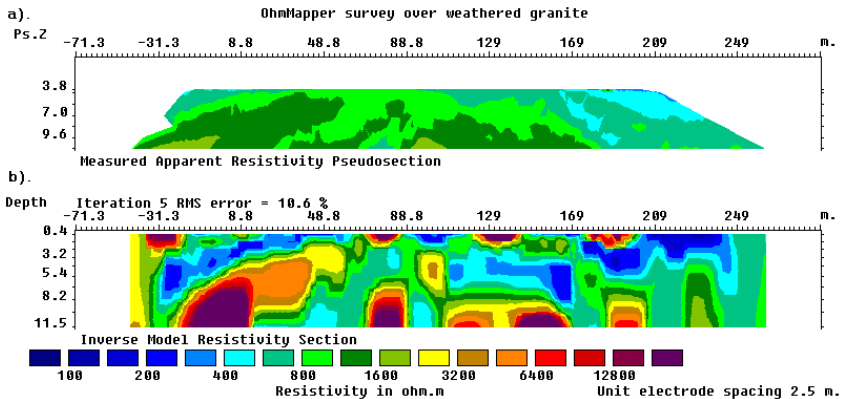 a). OhmMapper survey over weathered granite
Ps.Z -71.3 -31.3 8.8 48.8 88.8 129 169 209 249 m.
3.8
7.0
9.6
Measured Apparent Resistivity Pseudosection
b).
Depth Iteration 5 RMS error = 10.6 %
-71.3 -31.3 8.8 48.8 88.8 129 169 209 249 m.
0.4
3.2
5.4
8.2
11.5
Inverse Model Resistivity Section
100 200 400 800 1600 3200 6400 12800
Resistivity in ohm.m Unit electrode spacing 2.5 m.